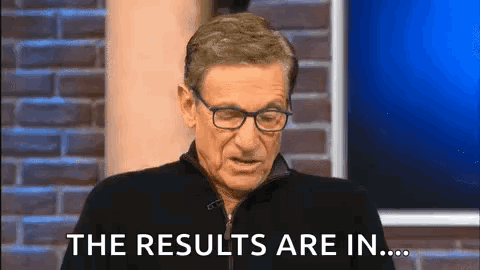 THE RESULTS ARE IN....